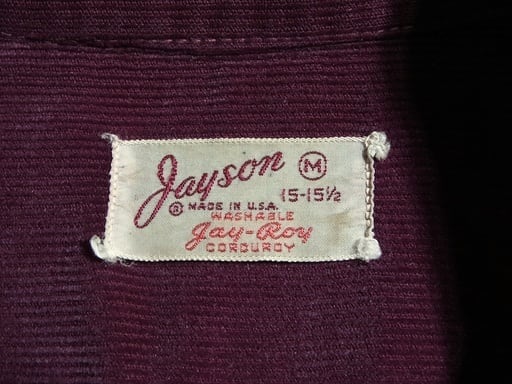 Jayson M
15-15½
® MADE IN U.S.A.
WASHABLE
Jay-Roy
CORDUROY